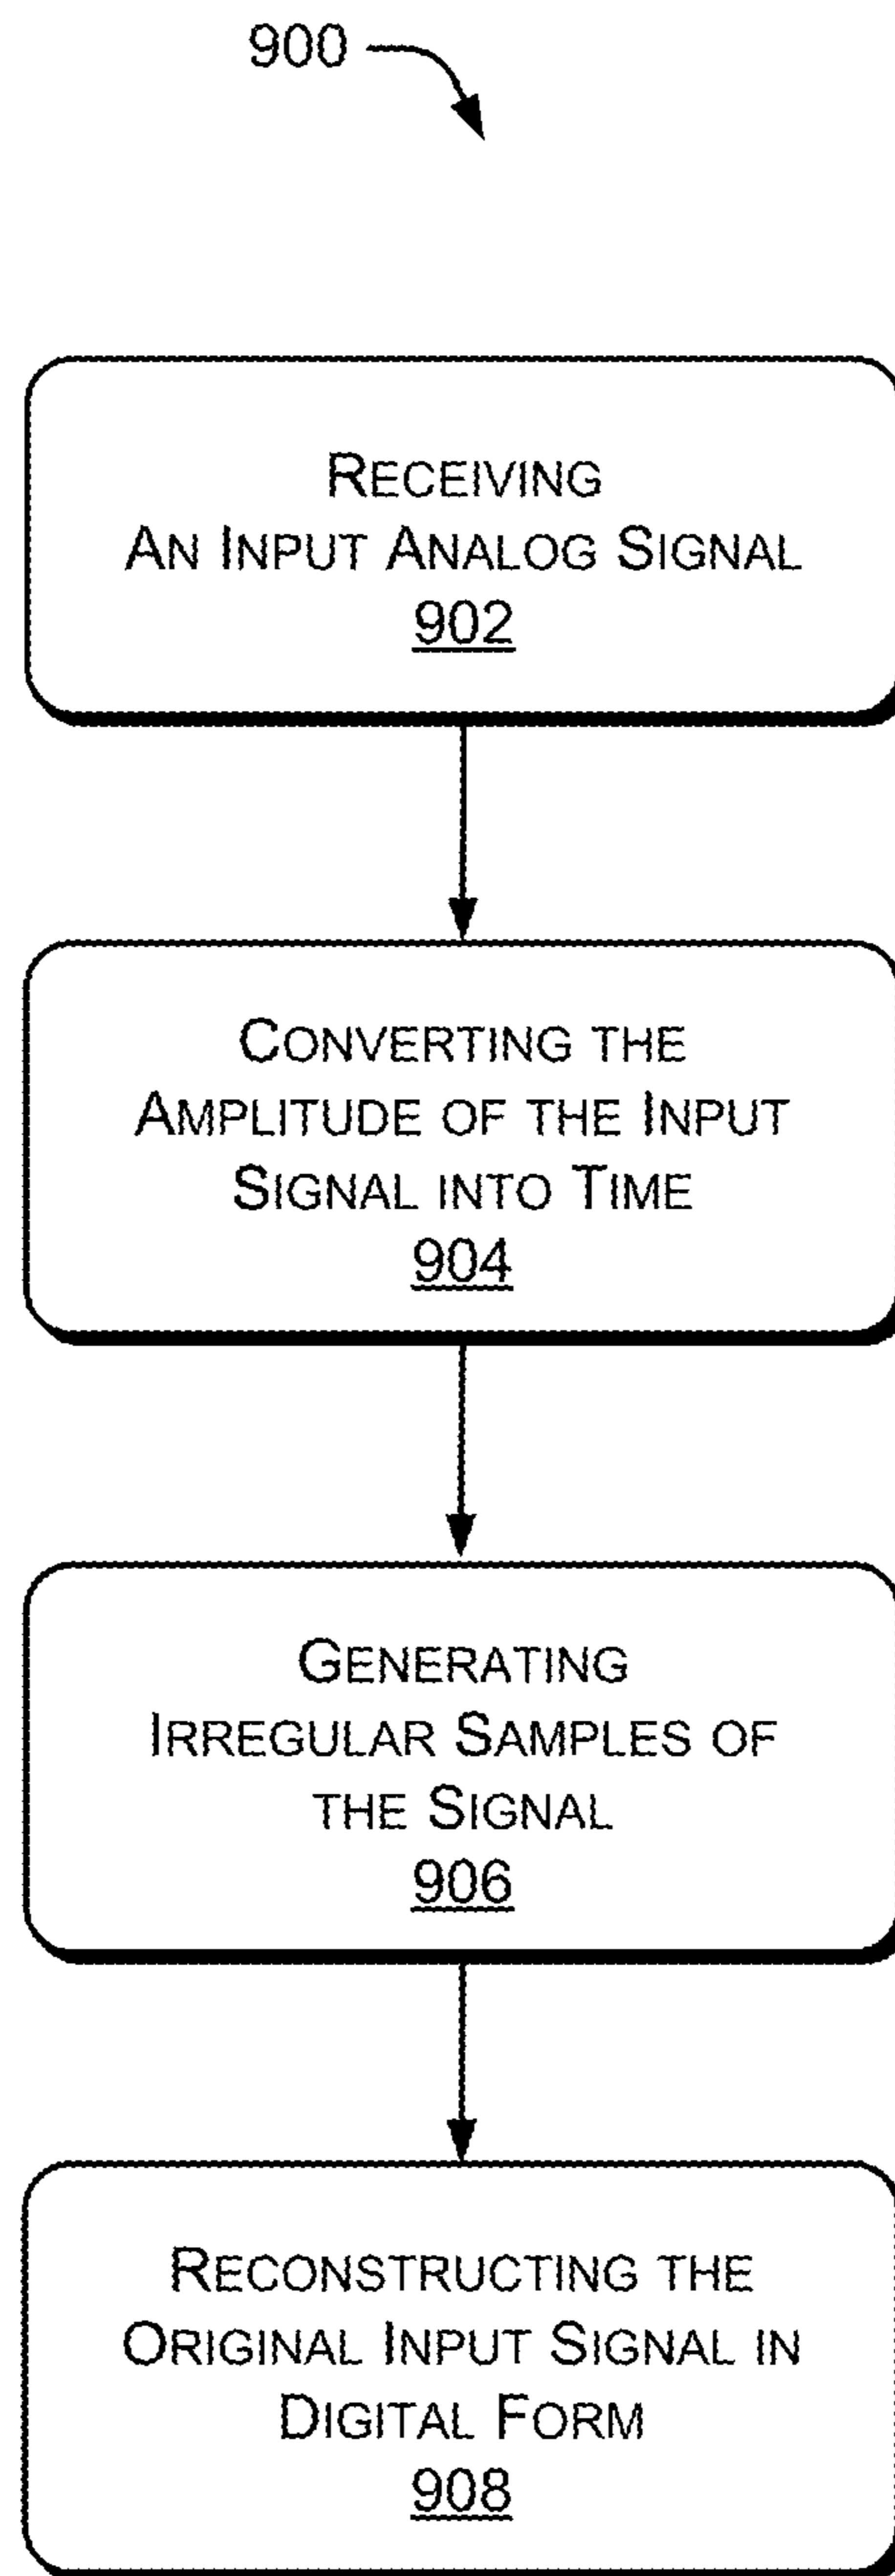 900
RECEIVING
AN INPUT ANALOG SIGNAL
902
CONVERTING THE
AMPLITUDE OF THE INPUT
SIGNAL INTO TIME
904
GENERATING
IRREGULAR SAMPLES OF
THE SIGNAL
906
RECONSTRUCTING THE
ORIGINAL INPUT SIGNAL IN
DIGITAL FORM
908